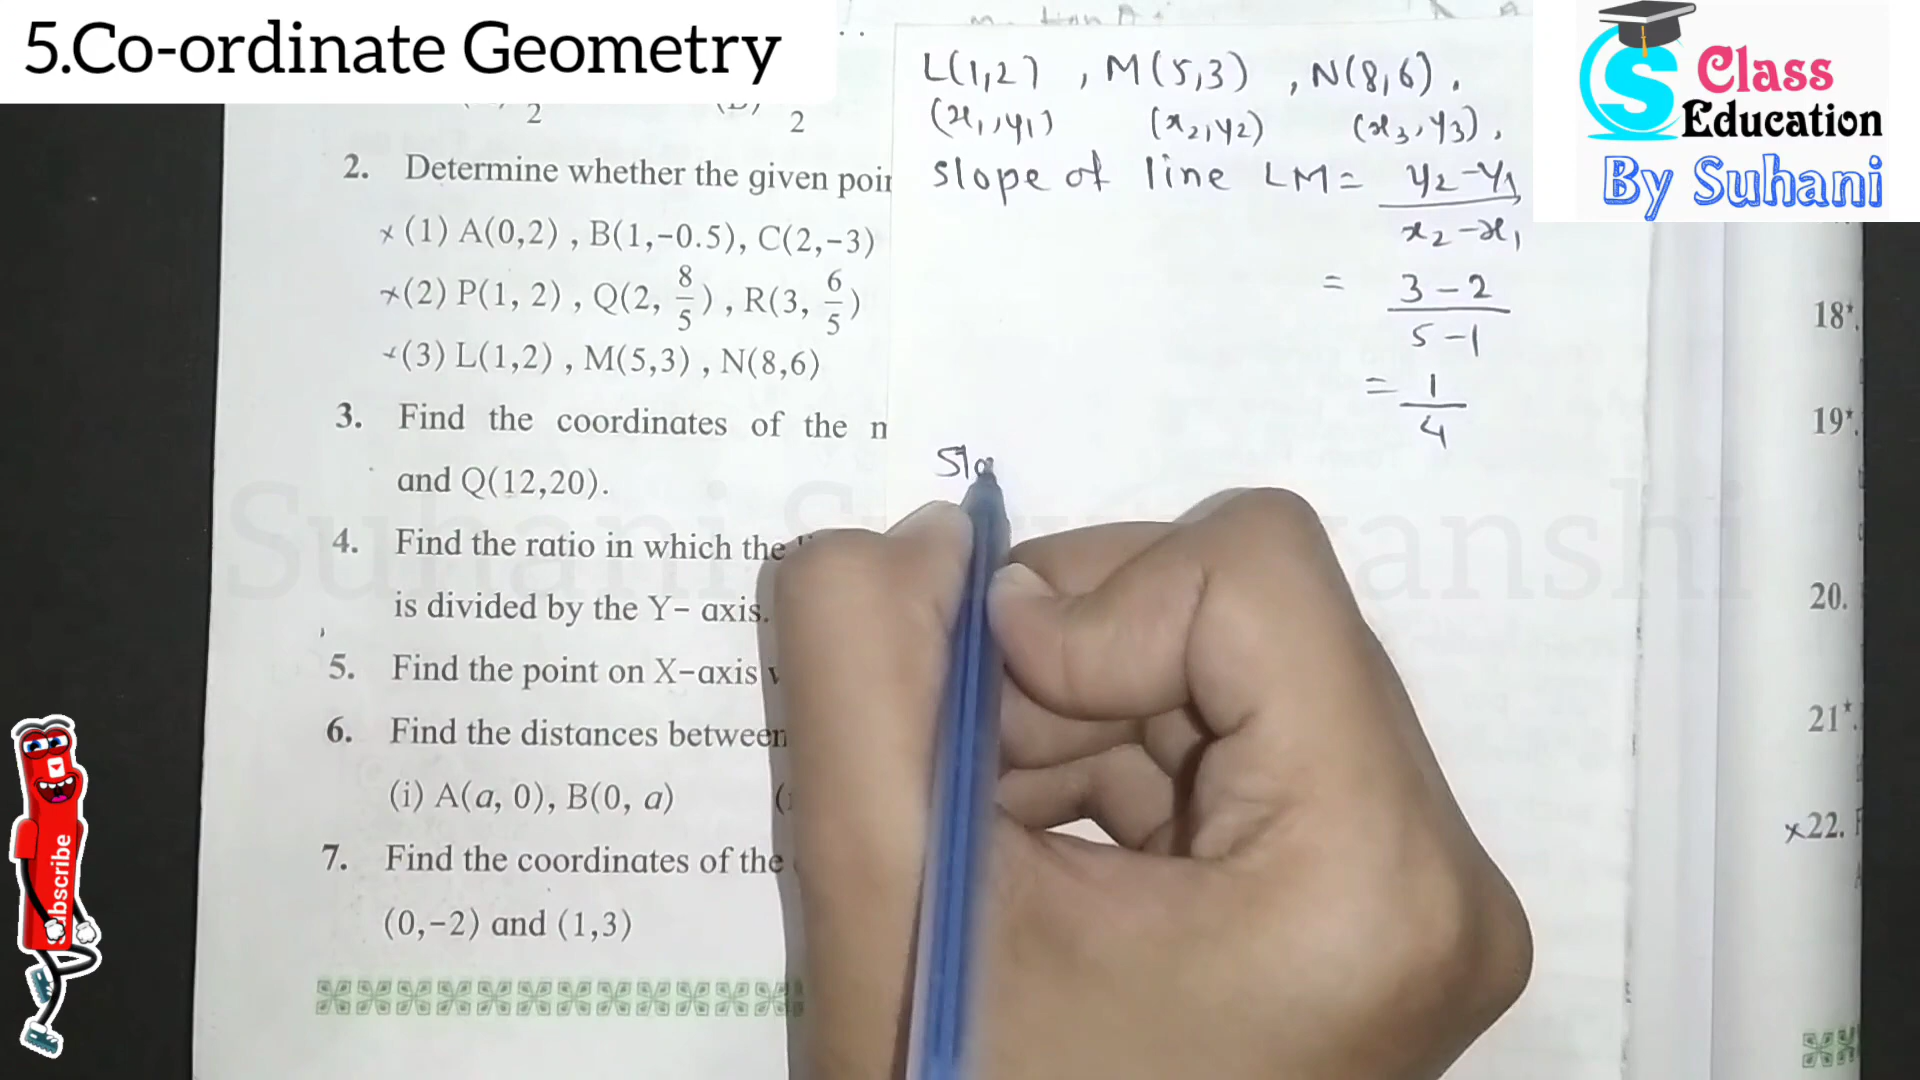 5.Co-ordinate Geometry
Class
Education
By Suhani
2. Determine whether the given poin
(1) A(0,2) , B(1,-0.5), C(2,-3)
(2) P(1, 2) , Q(2, 8/5) , R(3, 6/5)
(3) L(1,2) , M(5,3) , N(8,6)
3. Find the coordinates of the
and Q(12,20).
4. Find the ratio in which the
is divided by the Y- axis.
5. Find the point on X-axis
6. Find the distances between
(i) A(a, 0), B(0, a)
7. Find the coordinates of the
(0,-2) and (1,3)
L(1,2) , M(5,3) , N(8,6) .
(x₁,y₁) (x₂,y₂) (x₃,y₃) .
slope of line LM = y₂-y₁
x₂-x₁
= 3-2
5-1
= 1
4
Slo
18*.
19*.
20.
21*.
×22.
Subscribe